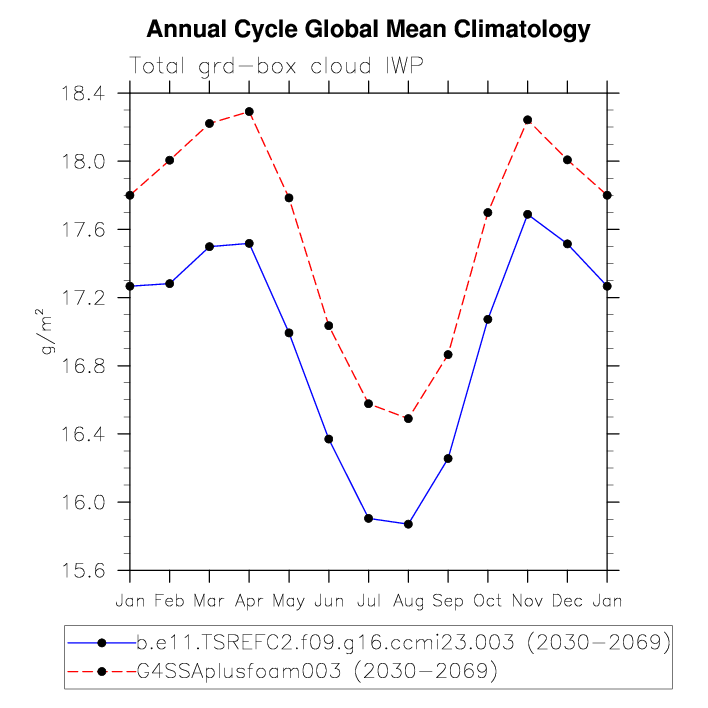 Annual Cycle Global Mean Climatology
Total grd-box cloud IWP
18.4
18.0
17.6
17.2
16.8
16.4
16.0
15.6
g/m²
Jan Feb Mar Apr May Jun Jul Aug Sep Oct Nov Dec Jan
b.e11.TSREFC2.f09.g16.ccmi23.003 (2030-2069)
G4SSAplusfoam003 (2030-2069)